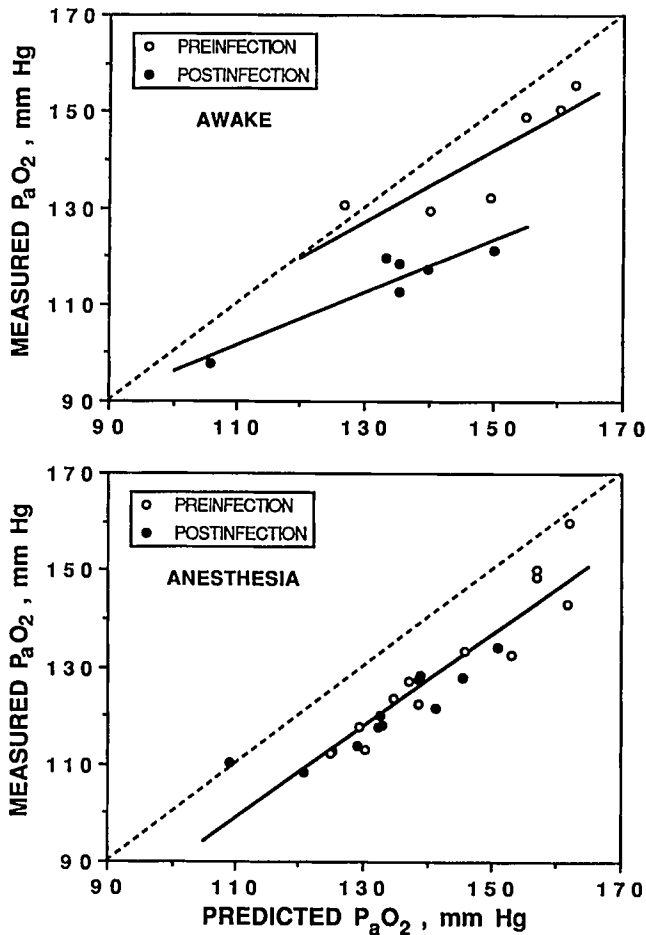 170
150
130
110
90
MEASURED PaO2 , mm Hg
PREINFECTION
POSTINFECTION
AWAKE
90 110 130 150 170
170
150
130
110
90
MEASURED PaO2 , mm Hg
PREINFECTION
POSTINFECTION
ANESTHESIA
90 110 130 150 170
PREDICTED PaO2 , mm Hg